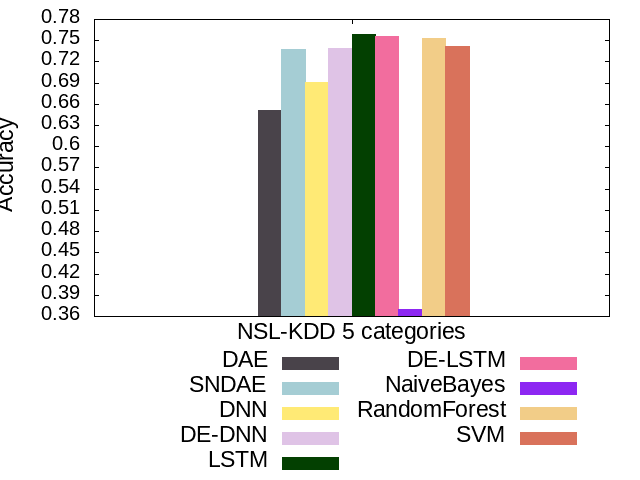 0.78
0.75
0.72
0.69
0.66
0.63
0.6
0.57
0.54
0.51
0.48
0.45
0.42
0.39
0.36
Accuracy
NSL-KDD 5 categories
DAE
SNDAE
DNN
DE-DNN
LSTM
DE-LSTM
NaiveBayes
RandomForest
SVM